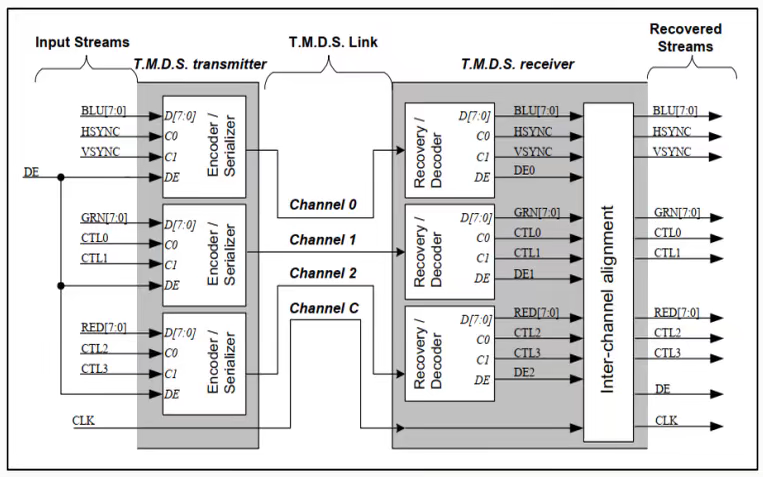 Input Streams
T.M.D.S. transmitter
T.M.D.S. Link
T.M.D.S. receiver
Recovered
Streams
BLU[7:0]
HSYNC
VSYNC
DE
D[7:0]
C0
C1
DE
Encoder /
Serializer
GRN[7:0]
CTL0
CTL1
D[7:0]
C0
C1
DE
Encoder /
Serializer
RED[7:0]
CTL2
CTL3
D[7:0]
C0
C1
DE
Encoder /
Serializer
CLK
Channel 0
Channel 1
Channel 2
Channel C
Recovery /
Decoder
D[7:0]
C0
C1
DE
BLU[7:0]
HSYNC
VSYNC
DE0
Recovery /
Decoder
D[7:0]
C0
C1
DE
GRN[7:0]
CTL0
CTL1
DE1
Recovery /
Decoder
D[7:0]
C0
C1
DE
RED[7:0]
CTL2
CTL3
DE2
Inter-channel alignment
BLU[7:0]
HSYNC
VSYNC
GRN[7:0]
CTL0
CTL1
RED[7:0]
CTL2
CTL3
DE
CLK